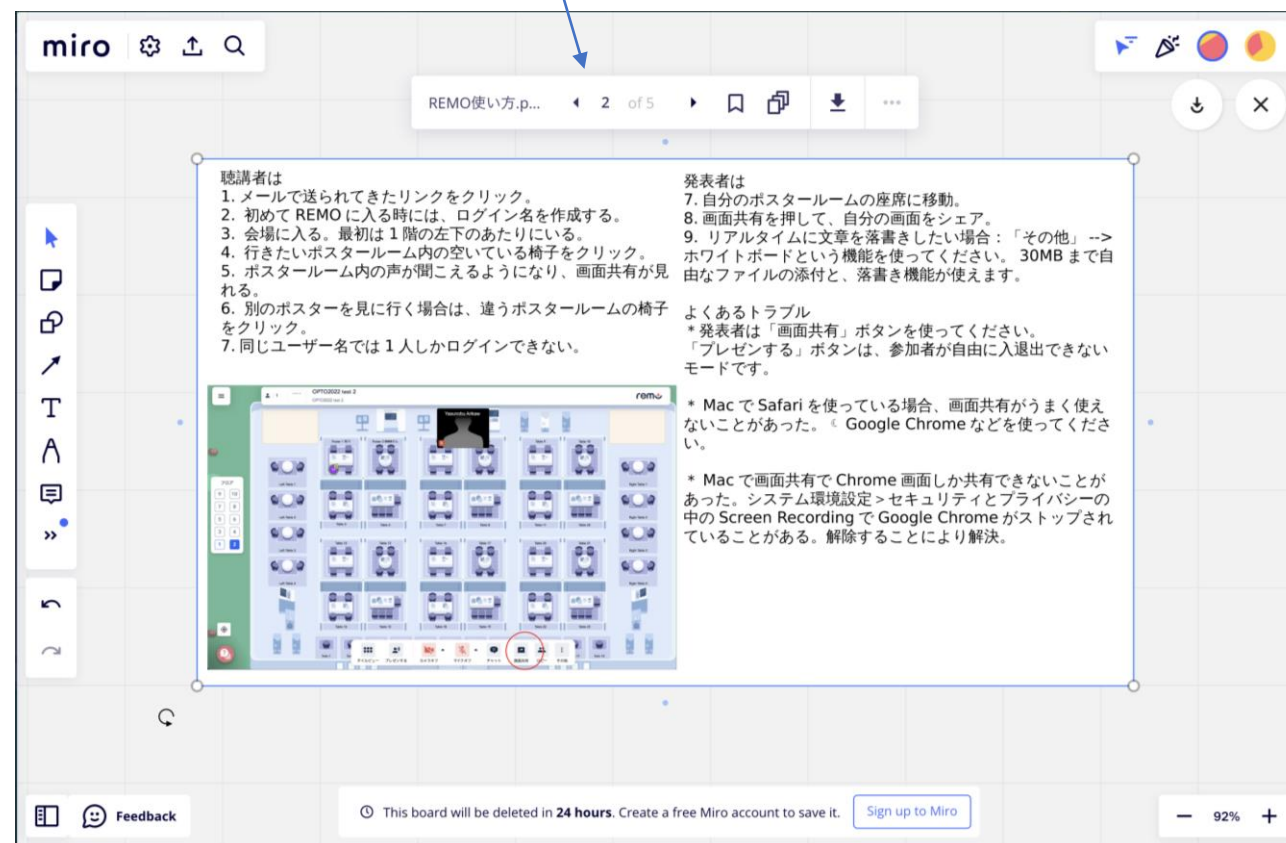 miro
REMO使い方.p...
2 of 5
聴講者は
1. メールで送られてきたリンクをクリック。
2. 初めて REMO に入る時には、ログイン名を作成する。
3. 会場に入る。最初は 1 階の左下のあたりにいる。
4. 行きたいポスタールーム内の空いている椅子をクリック。
5. ポスタールーム内の声が聞こえるようになり、画面共有が見
れる。
6. 別のポスターを見に行く場合は、違うポスタールームの椅子
をクリック。
7. 同じユーザー名では 1 人しかログインできない。
OPTO2022 test 2
remo
発表者は
7. 自分のポスタールームの座席に移動。
8. 画面共有を押して、自分の画面をシェア。
9. リアルタイムに文章を落書きしたい場合：「その他」 -->
ホワイトボードという機能を使ってください。 30MB まで自
由なファイルの添付と、落書き機能が使えます。
よくあるトラブル
* 発表者は「画面共有」ボタンを使ってください。
「プレゼンする」ボタンは、参加者が自由に入退出できない
モードです。
* Mac で Safari を使っている場合、画面共有がうまく使え
ないことがあった。 Google Chrome などを使ってくださ
い。
* Mac で画面共有で Chrome 画面しか共有できないことが
あった。システム環境設定＞セキュリティとプライバシーの
中の Screen Recording で Google Chrome がストップされ
ていることがある。解除することにより解決。
Feedback
This board will be deleted in 24 hours. Create a free Miro account to save it.
Sign up to Miro
92%